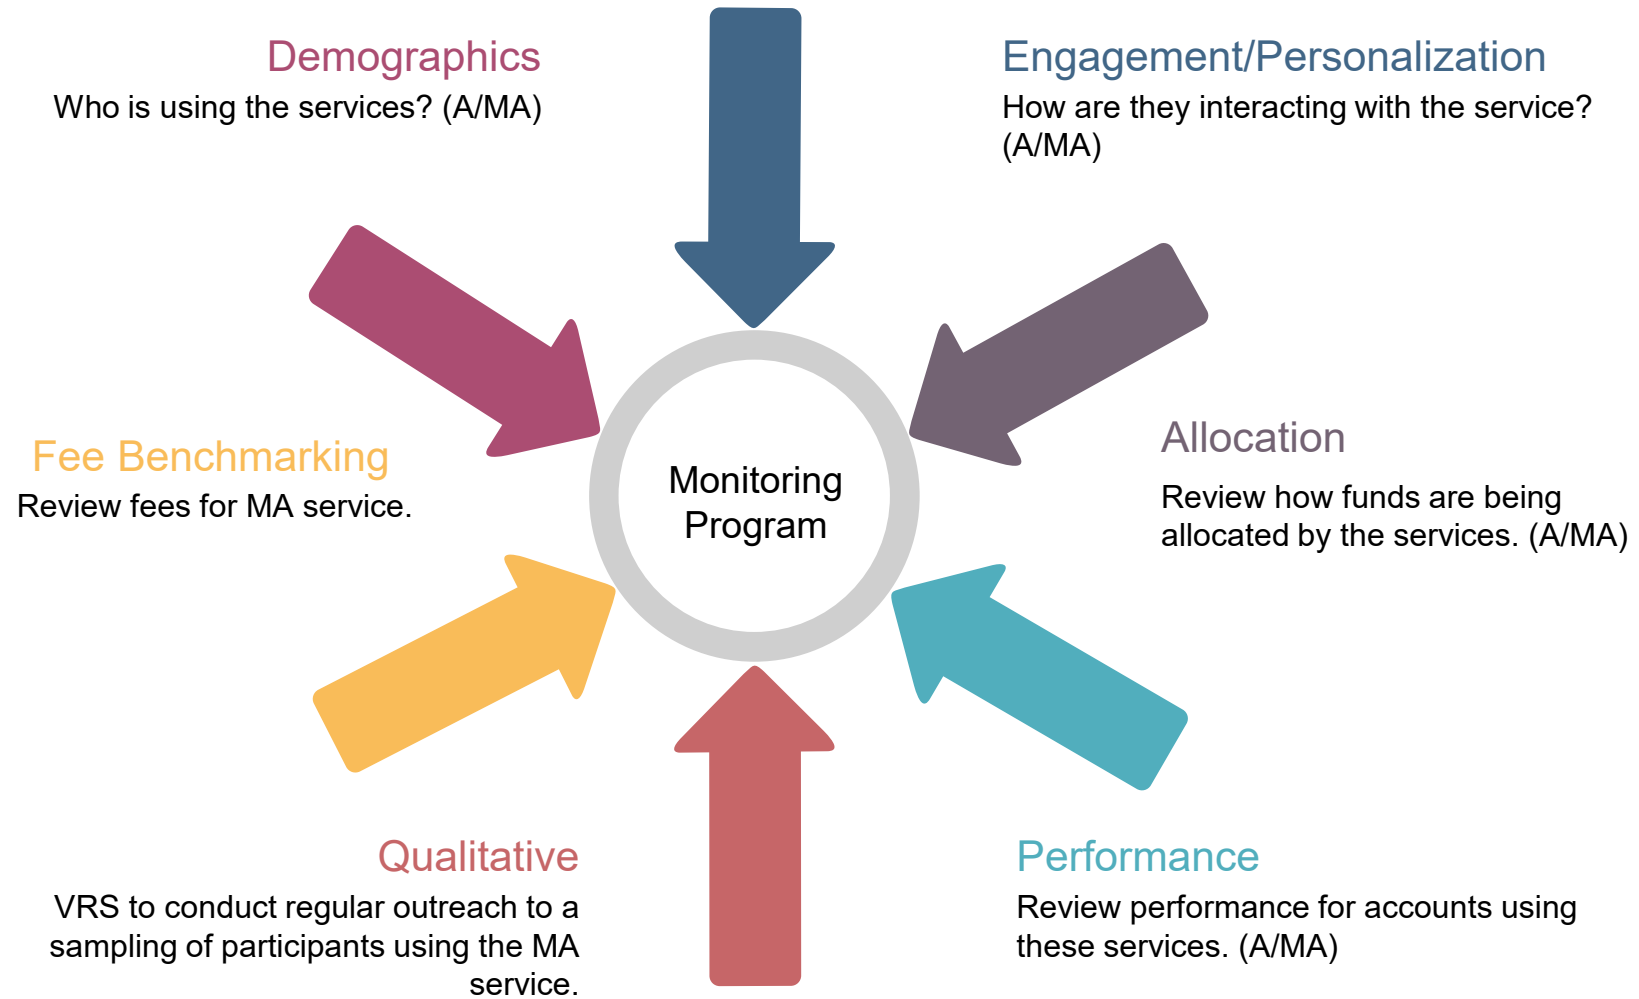 Demographics
Who is using the services? (A/MA)
Engagement/Personalization
How are they interacting with the service?
(A/MA)
Fee Benchmarking
Review fees for MA service.
Monitoring
Program
Allocation
Review how funds are being
allocated by the services. (A/MA)
Qualitative
VRS to conduct regular outreach to a
sampling of participants using the MA
service.
Performance
Review performance for accounts using
these services. (A/MA)